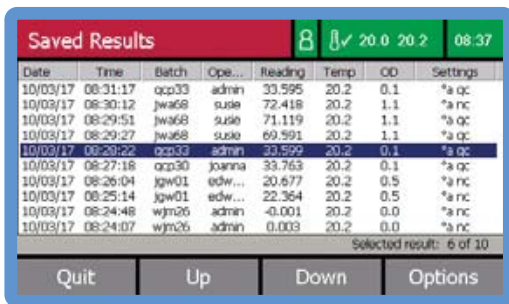 Saved Results 8 20.0 20.2 08:37
Date Time Batch Ope... Reading Temp OD Settings
10/03/17 08:31:17 qcp33 admin 33.595 20.2 0.1 °a qc
10/03/17 08:30:12 jwa68 susie 72.418 20.2 1.1 °a nc
10/03/17 08:29:51 jwa68 susie 71.119 20.2 1.1 °a qc
10/03/17 08:29:27 jwa68 susie 69.591 20.2 1.1 °a qc
10/03/17 08:28:22 qcp33 admin 33.599 20.2 0.1 °a qc
10/03/17 08:27:18 qcp30 joanna 33.763 20.2 0.1 °a qc
10/03/17 08:26:04 jgw01 edw... 20.677 20.2 0.5 °a nc
10/03/17 08:25:14 jgw01 edw... 22.364 20.2 0.5 °a nc
10/03/17 08:24:48 wjm26 admin -0.001 20.2 0.0 °a nc
10/03/17 08:24:07 wjm26 admin 0.003 20.2 0.0 °a nc
Selected result: 6 of 10
Quit Up Down Options